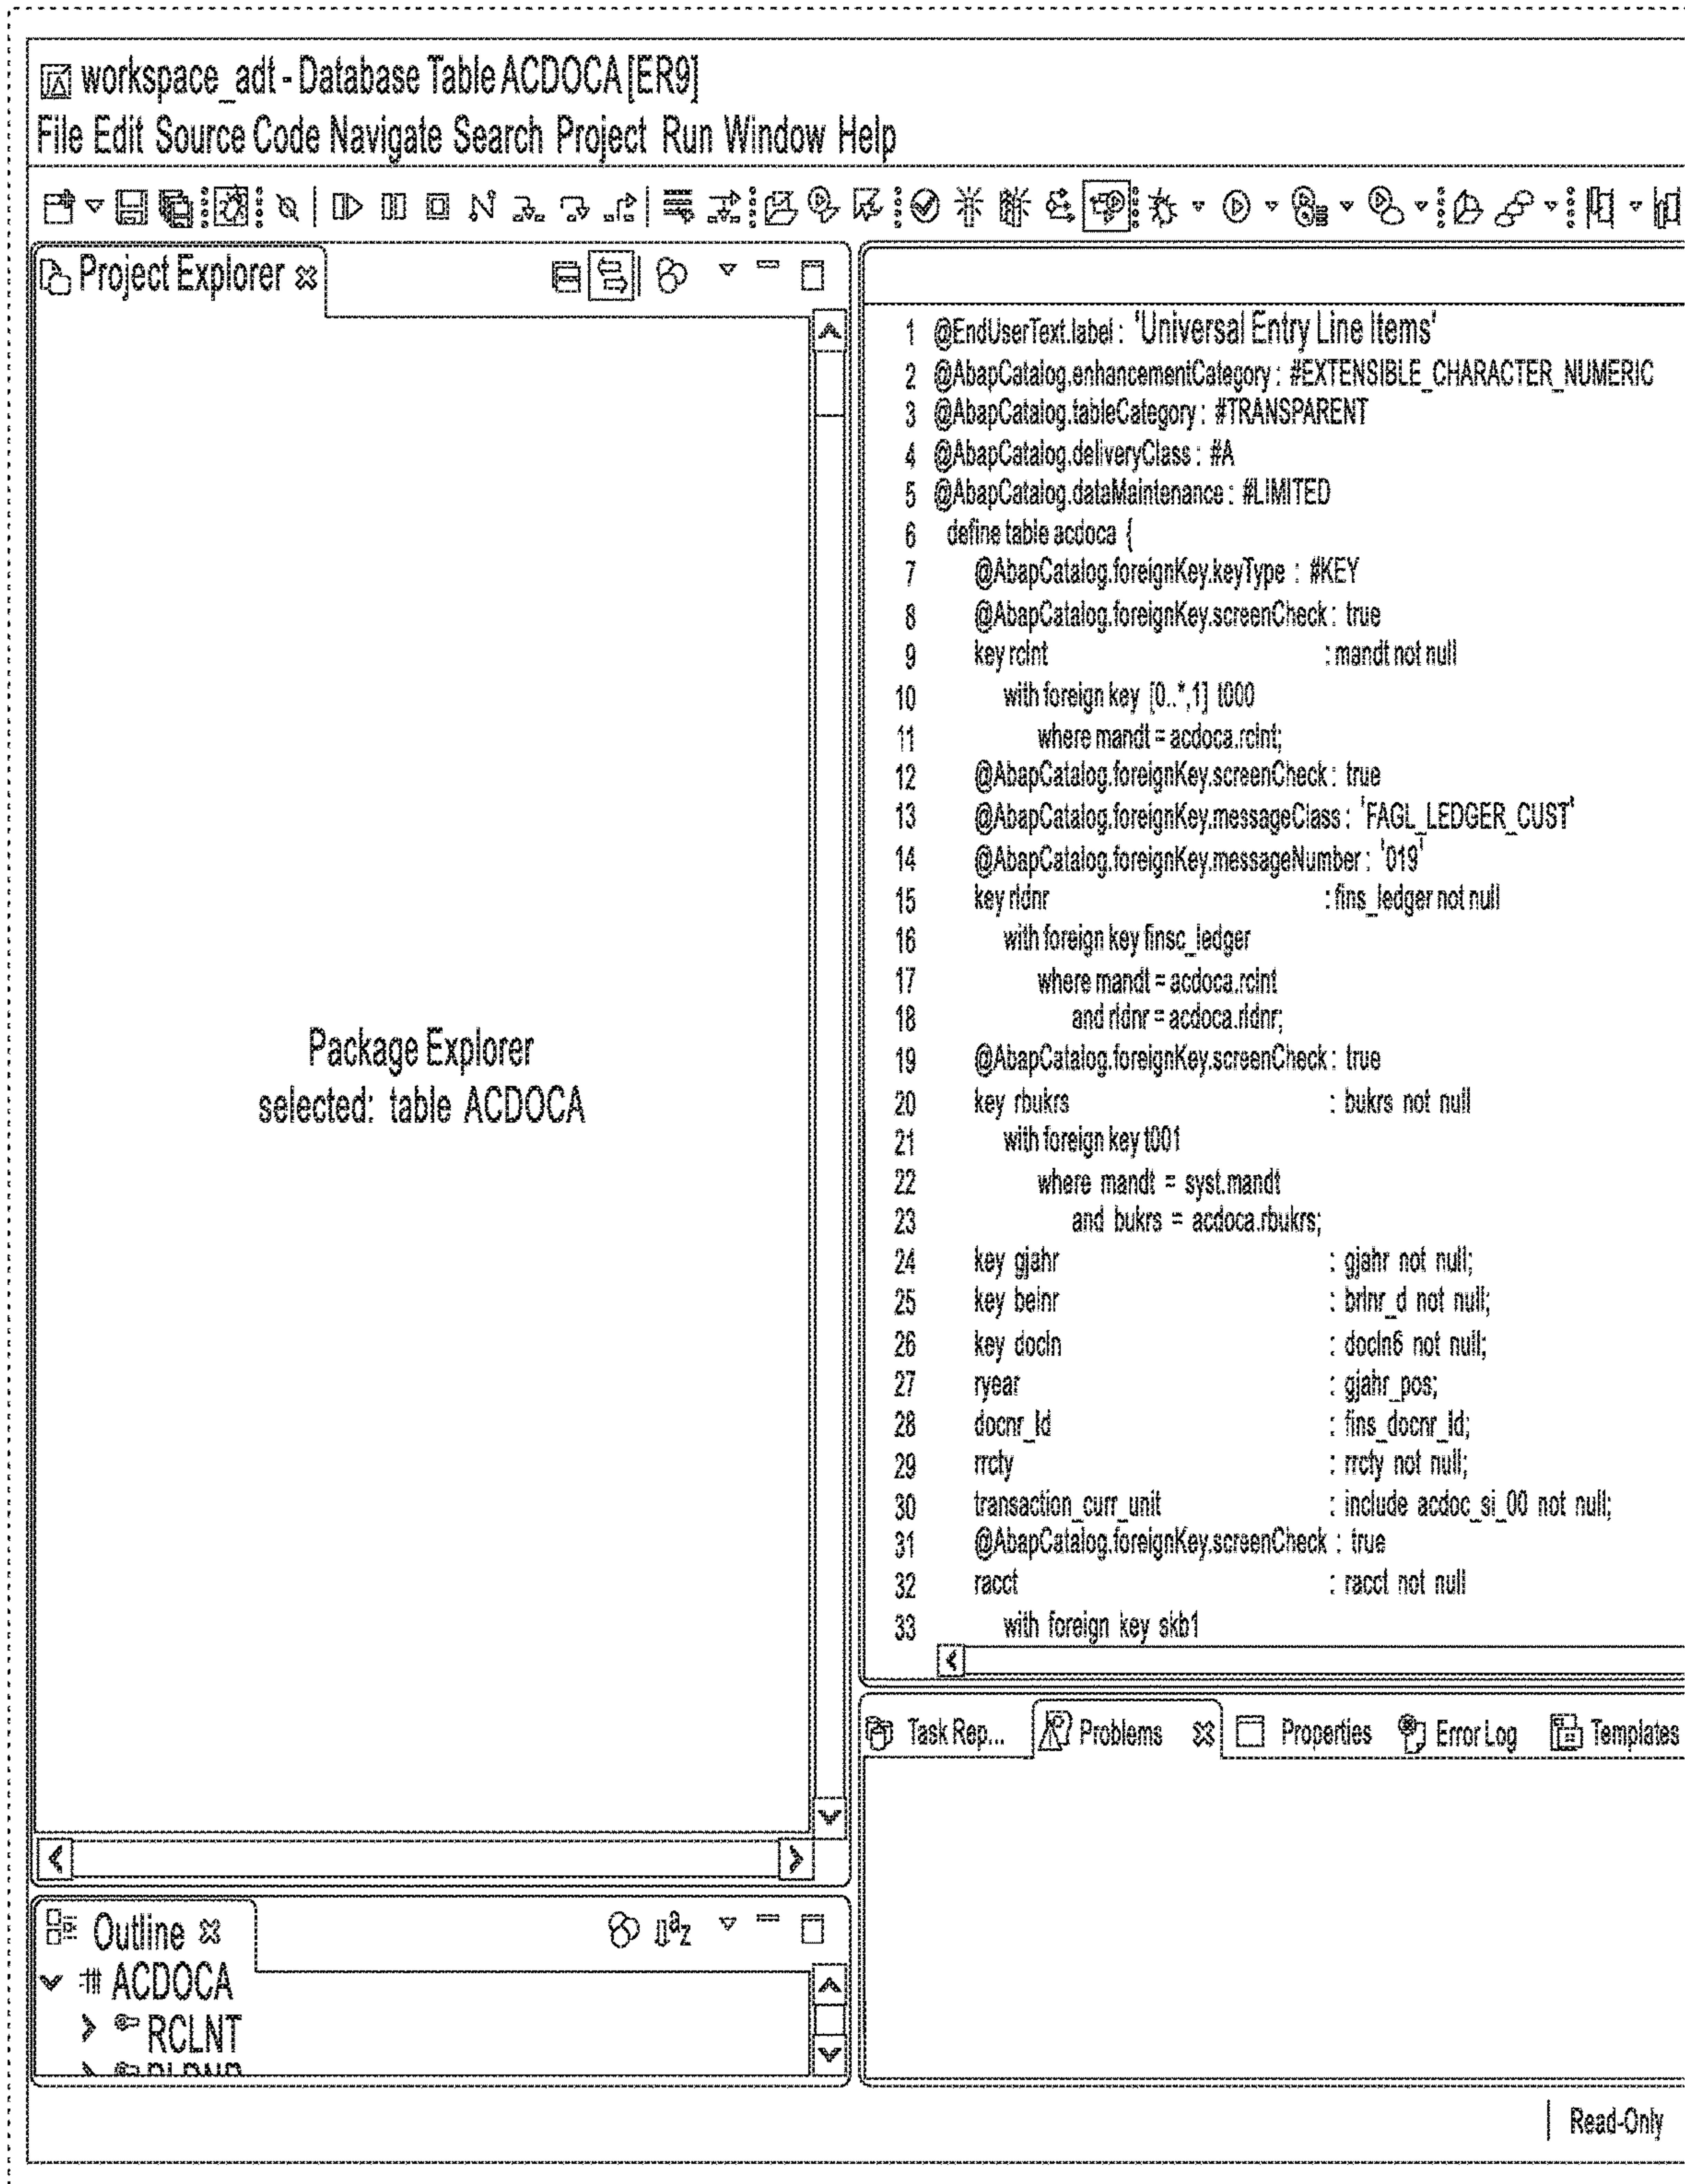 workspace_adt - Database Table ACDOCA [ER9]
File Edit Source Code Navigate Search Project Run Window Help
Project Explorer
Package Explorer
selected: table ACDOCA
1 @EndUserText.label : 'Universal Entry Line Items'
2 @AbapCatalog.enhancementCategory : #EXTENSIBLE_CHARACTER_NUMERIC
3 @AbapCatalog.tableCategory : #TRANSPARENT
4 @AbapCatalog.deliveryClass : #A
5 @AbapCatalog.dataMaintenance : #LIMITED
6 define table acdoca {
7 @AbapCatalog.foreignKey.keyType : #KEY
8 @AbapCatalog.foreignKey.screenCheck : true
9 key rclnt : mandt not null
10 with foreign key [0..*,1] t000
11 where mandt = acdoca.rclnt;
12 @AbapCatalog.foreignKey.screenCheck : true
13 @AbapCatalog.foreignKey.messageClass : 'FAGL_LEDGER_CUST'
14 @AbapCatalog.foreignKey.messageNumber : '019'
15 key rldnr : fins_ledger not null
16 with foreign key finsc_ledger
17 where mandt = acdoca.rclnt
18 and rldnr = acdoca.rldnr;
19 @AbapCatalog.foreignKey.screenCheck : true
20 key rbukrs : bukrs not null
21 with foreign key t001
22 where mandt = syst.mandt
23 and bukrs = acdoca.rbukrs;
24 key gjahr : gjahr not null;
25 key belnr : brlnr_d not null;
26 key docln : docln6 not null;
27 ryear : gjahr_pos;
28 docnr_ld : fins_docnr_ld;
29 rrcty : rrcty not null;
30 transaction_curr_unit : include acdoc_si_00 not null;
31 @AbapCatalog.foreignKey.screenCheck : true
32 racct : racct not null
33 with foreign key skb1
Task Rep... Problems Properties Error Log Templates
Outline
ACDOCA
RCLNT
Read-Only